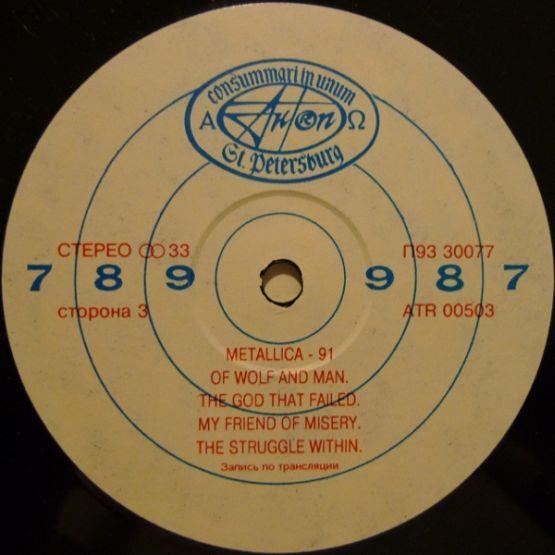 consummari in unum
Α Anton Ω
St. Petersburg
СТЕРЕО 33 П93 30077
7 8 9 9 8 7
сторона 3 ATR 00503
METALLICA - 91
OF WOLF AND MAN.
THE GOD THAT FAILED.
MY FRIEND OF MISERY.
THE STRUGGLE WITHIN.
Запись по трансляции